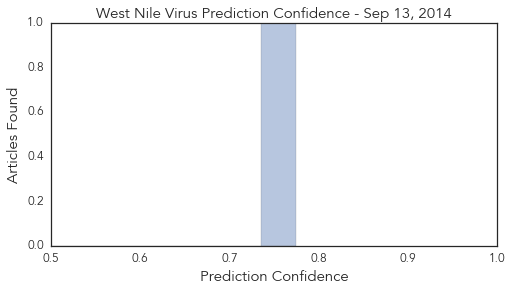 West Nile Virus Prediction Confidence - Sep 13, 2014
Articles Found
1.0
0.8
0.6
0.4
0.2
0.0
0.5 0.6 0.7 0.8 0.9 1.0
Prediction Confidence